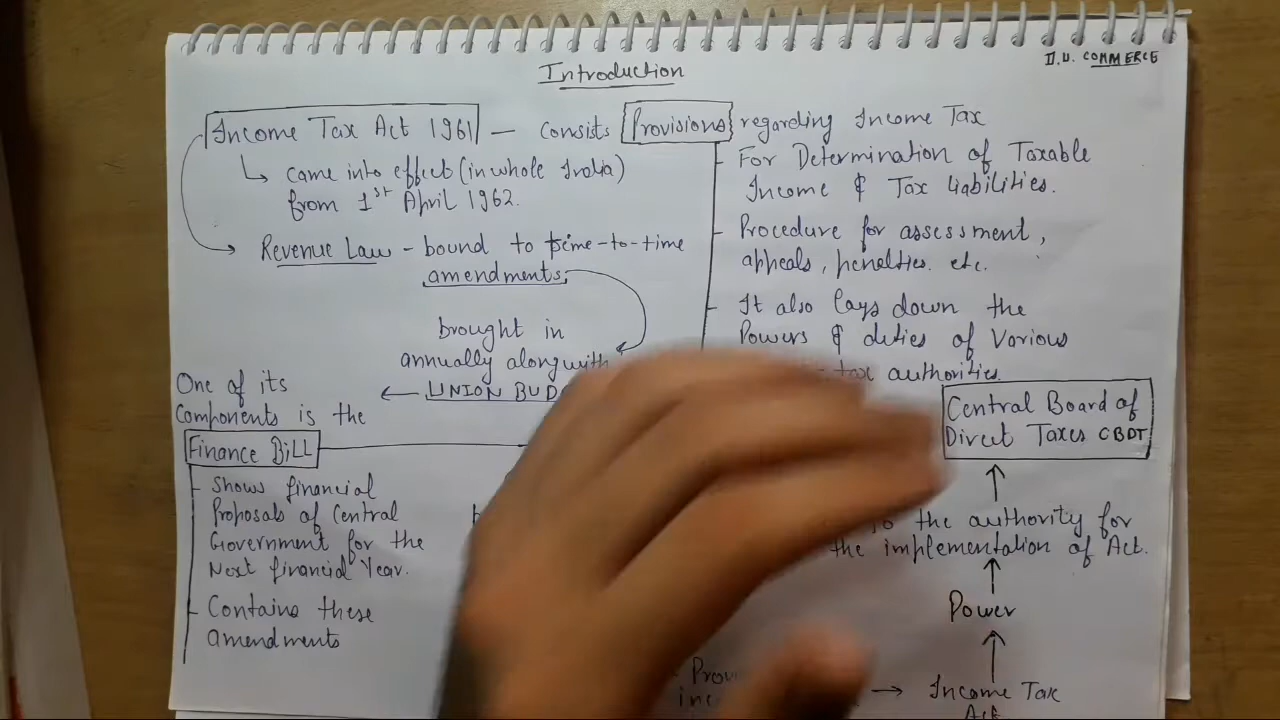 D.U. COMMERCE
Introduction
Income Tax Act 1961 — consists Provisions regarding Income Tax
came into effect (in whole India)
from 1st April 1962.
Revenue Law - bound to time-to-time
amendments
brought in
annually alongwith
UNION
One of its
Components is the
Finance Bill
Shows financial
Proposals of Central
Government for the
Next financial Year.
Contains these
amendments
For Determination of Taxable
Income & Tax Liabilities.
Procedure for assessment,
appeals, penalties. etc.
It also lays down the
Powers & duties of Various
tax authorities.
Central Board of
Direct Taxes CBDT
the authority for
the implementation of Act.
Power
→ Income Tax
Act